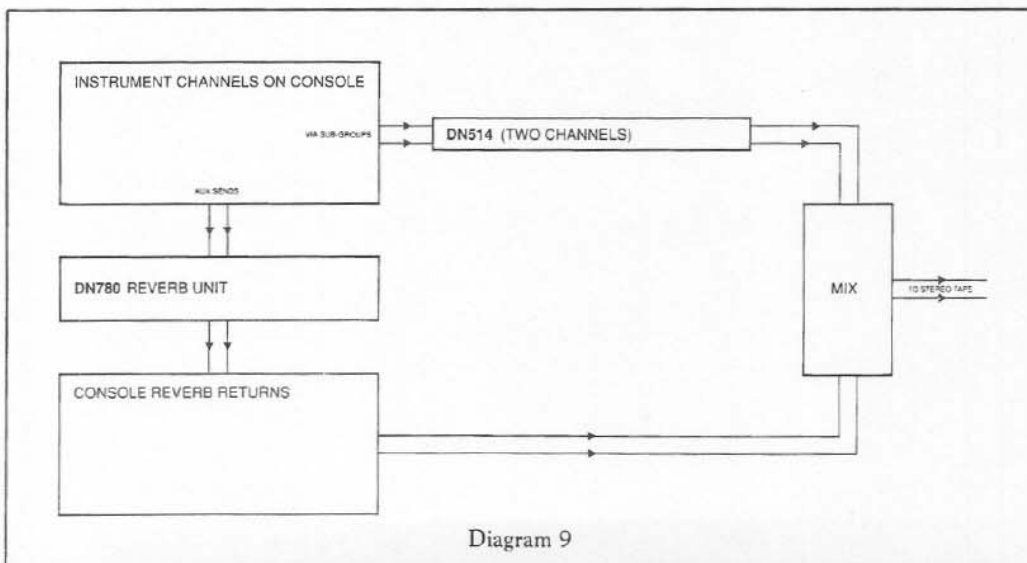 INSTRUMENT CHANNELS ON CONSOLE
VIA SUB-GROUPS
DN514 (TWO CHANNELS)
AUX SENDS
DN780 REVERB UNIT
MIX
TO STEREO TAPE
CONSOLE REVERB RETURNS
Diagram 9